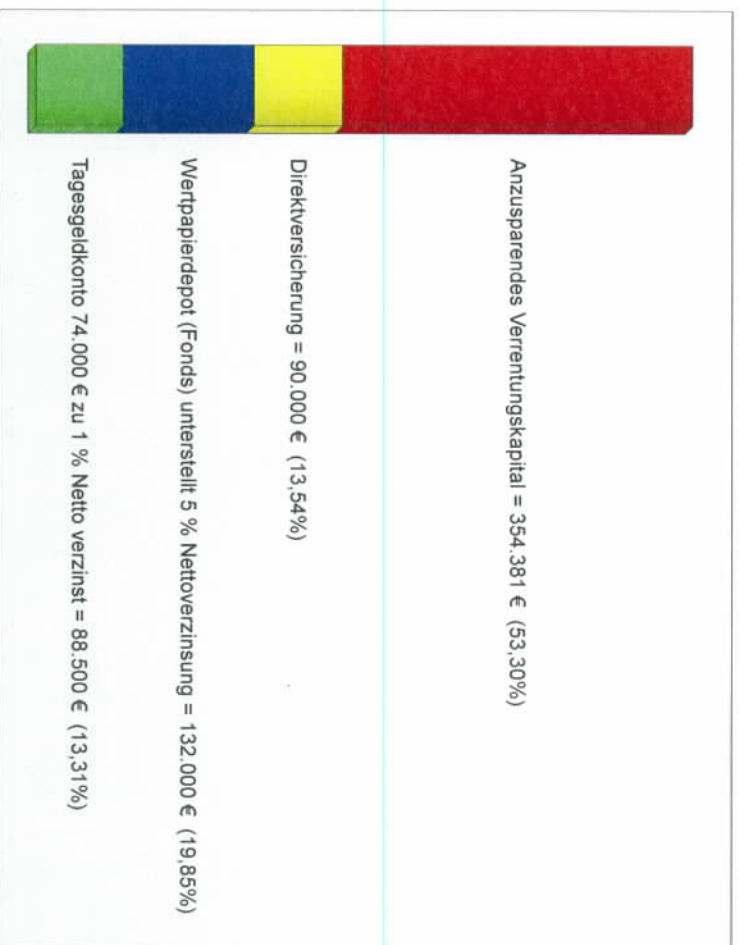 Anzusparendes Verrentungskapital = 354.381 € (53,30%)
Direktversicherung = 90.000 € (13,54%)
Wertpapierdepot (Fonds) unterstellt 5 % Nettoverzinsung = 132.000 € (19,85%)
Tagesgeldkonto 74.000 € zu 1 % Netto verzinst = 88.500 € (13,31%)